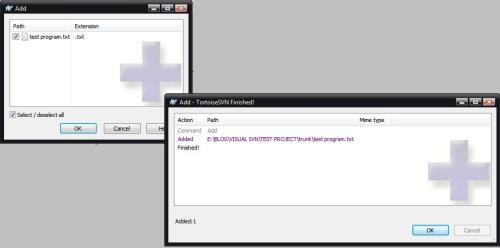 Add
Path Extension
test program.txt .txt
Select / deselect all
OK Cancel He
Add - TortoiseSVN Finished!
Action Path Mime type
Command Add
Added E:\BLOG\VISUAL SVN\TEST PROJECT\trunk\test program.txt
Finished!
Added:1
OK Cancel